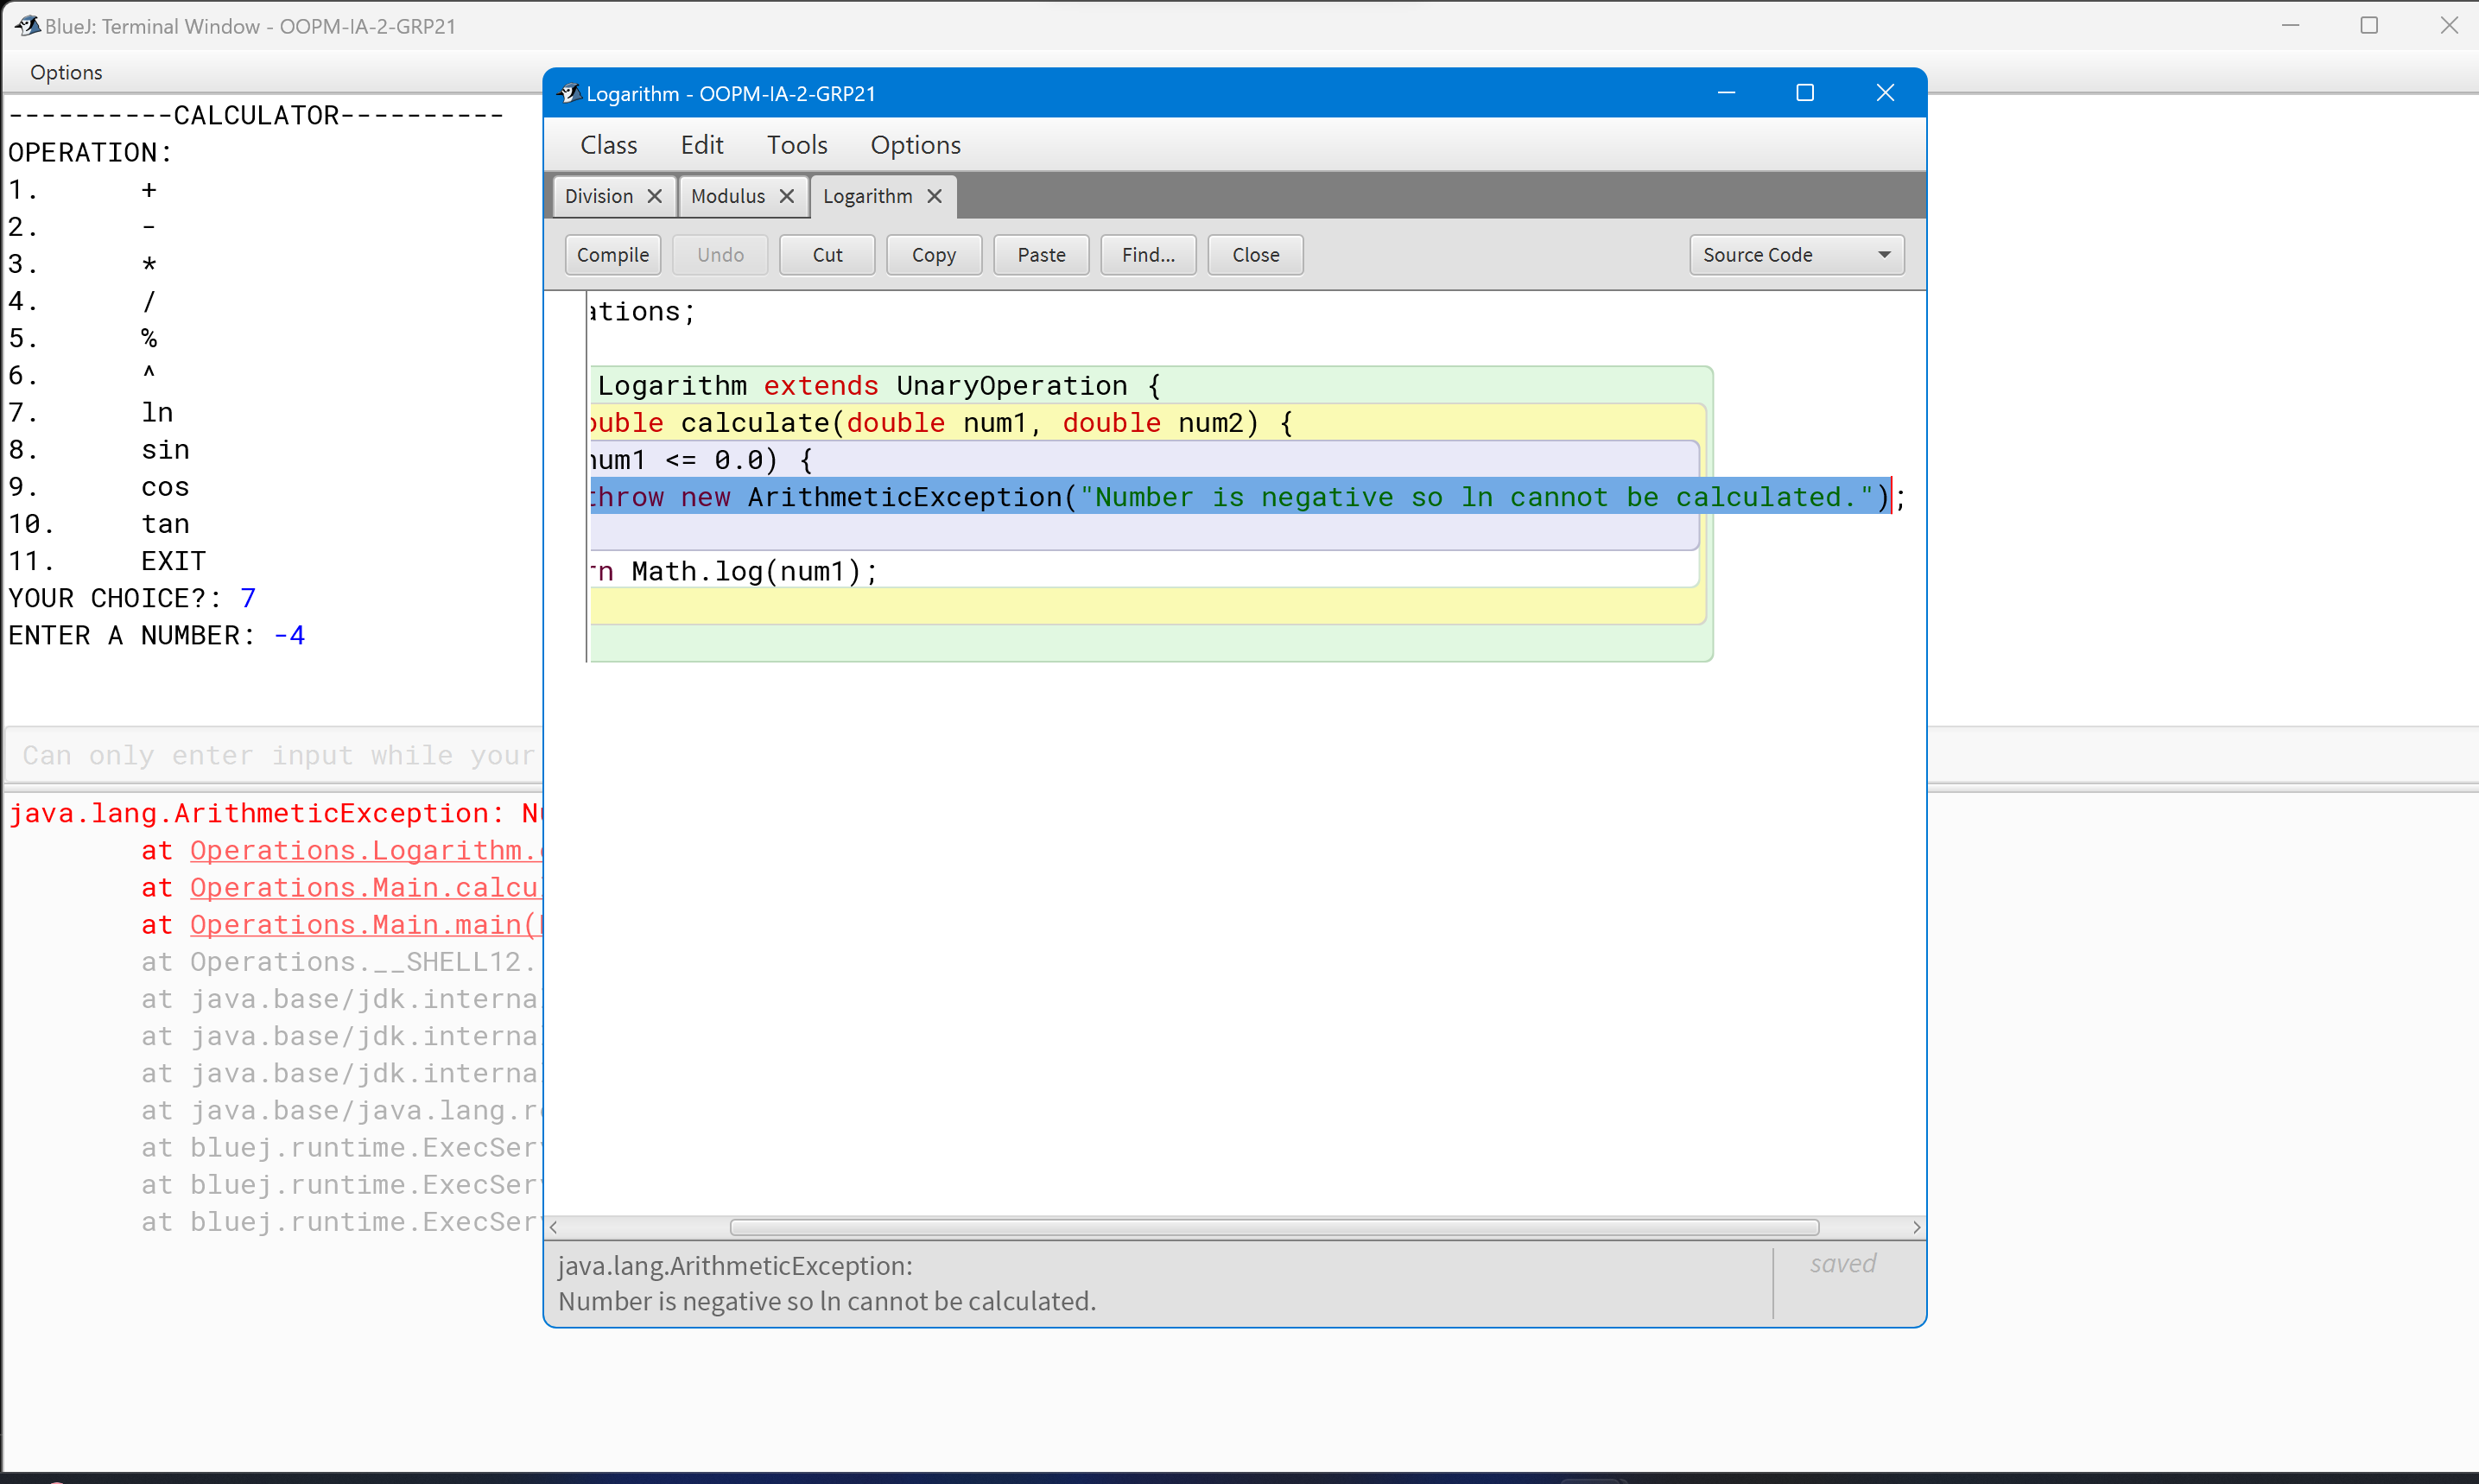 BlueJ: Terminal Window - OOPM-IA-2-GRP21
Options
----------CALCULATOR----------
OPERATION:
1. +
2. -
3. *
4. /
5. %
6. ^
7. ln
8. sin
9. cos
10. tan
11. EXIT
YOUR CHOICE?: 7
ENTER A NUMBER: -4
Can only enter input while your
java.lang.ArithmeticException:
at Operations.Logarithm.
at Operations.Main.calcu
at Operations.Main.main(
at Operations.__SHELL12.
at java.base/jdk.interna
at java.base/jdk.interna
at java.base/jdk.interna
at java.base/java.lang.r
at bluej.runtime.ExecSer
at bluej.runtime.ExecSer
at bluej.runtime.ExecSer
Logarithm - OOPM-IA-2-GRP21
Class Edit Tools Options
Division Modulus Logarithm
Compile Undo Cut Copy Paste Find... Close Source Code
ations;
Logarithm extends UnaryOperation {
ouble calculate(double num1, double num2) {
num1 <= 0.0) {
throw new ArithmeticException("Number is negative so ln cannot be calculated.");
rn Math.log(num1);
java.lang.ArithmeticException:
Number is negative so ln cannot be calculated.
saved